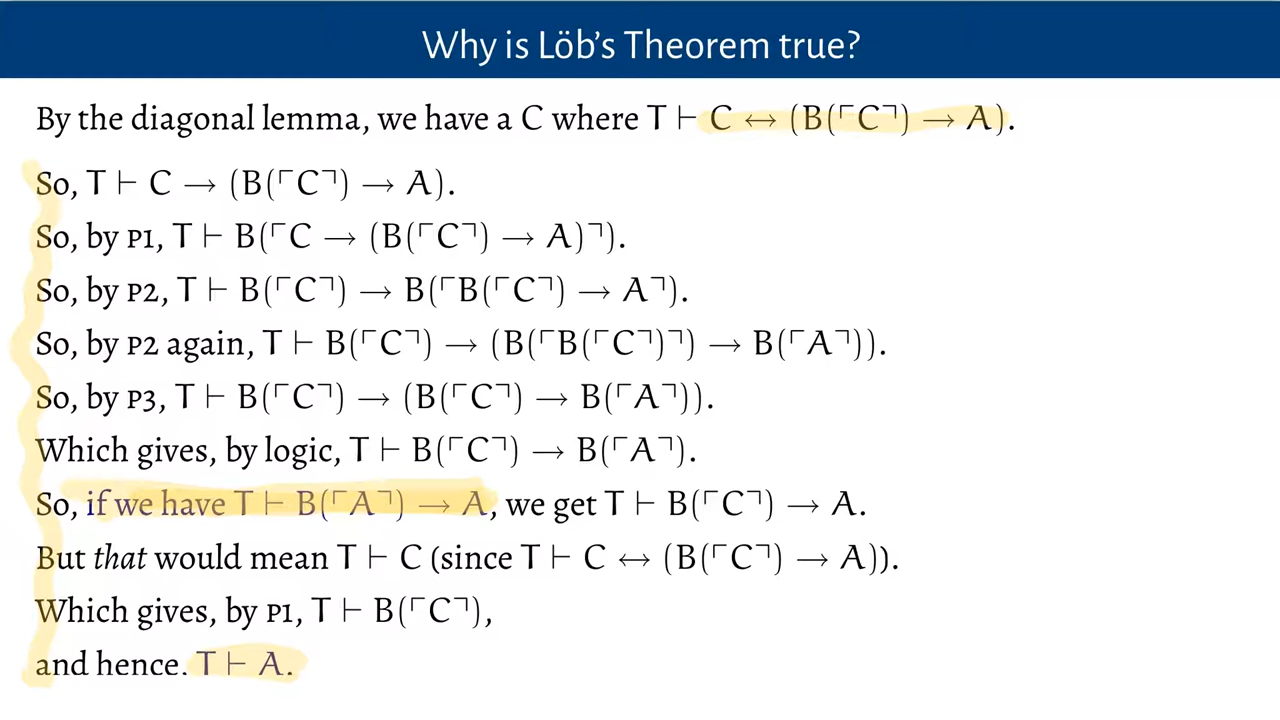 Why is Löb's Theorem true?
By the diagonal lemma, we have a C where T ⊢ C ↔ (B(⌜C⌝) → A).
So, T ⊢ C → (B(⌜C⌝) → A).
So, by P1, T ⊢ B(⌜C → (B(⌜C⌝) → A)⌝).
So, by P2, T ⊢ B(⌜C⌝) → B(⌜B(⌜C⌝) → A⌝).
So, by P2 again, T ⊢ B(⌜C⌝) → (B(⌜B(⌜C⌝)⌝) → B(⌜A⌝)).
So, by P3, T ⊢ B(⌜C⌝) → (B(⌜C⌝) → B(⌜A⌝)).
Which gives, by logic, T ⊢ B(⌜C⌝) → B(⌜A⌝).
So, if we have T ⊢ B(⌜A⌝) → A, we get T ⊢ B(⌜C⌝) → A.
But that would mean T ⊢ C (since T ⊢ C ↔ (B(⌜C⌝) → A)).
Which gives, by P1, T ⊢ B(⌜C⌝),
and hence. T ⊢ A.